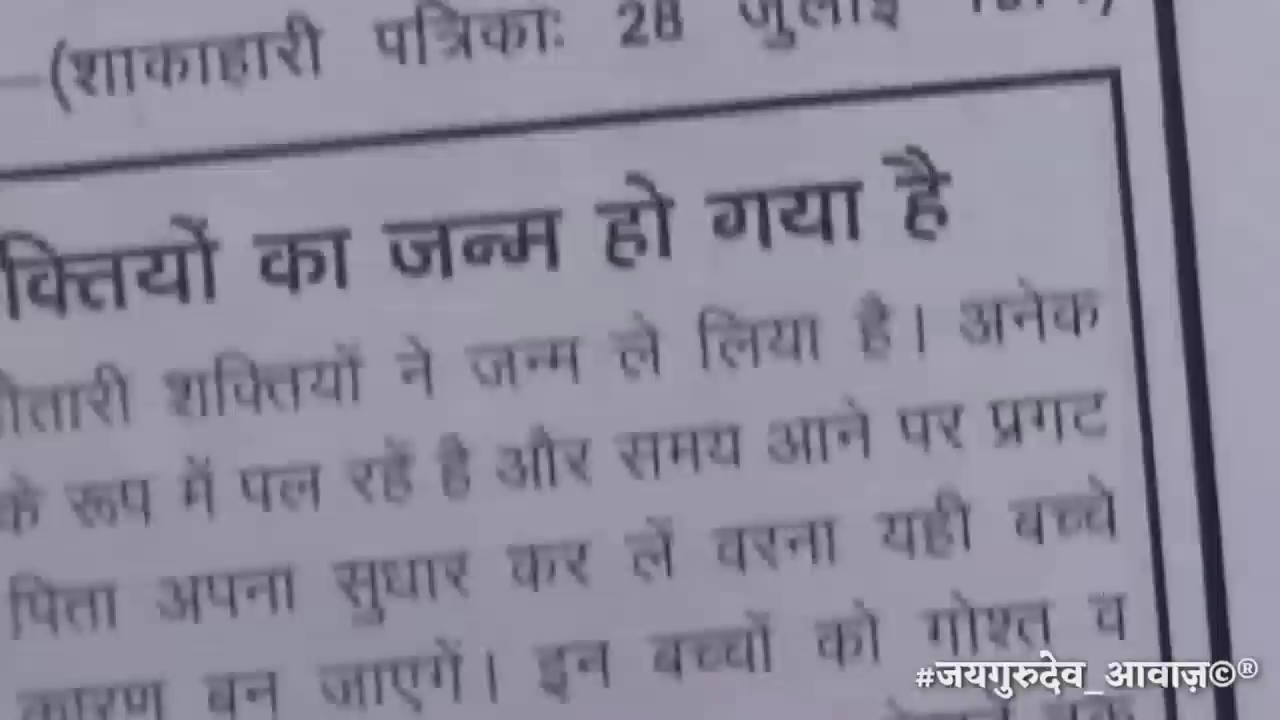 (शाकाहारी पत्रिकाः 28 जुलाई
क्तियों का जन्म हो गया है
तारी शक्तियों ने जन्म ले लिया है। अनेक
के रूप में पल रहें है और समय आने पर प्रगट
पिता अपना सुधार कर लें वरना यही बच्चे
कारण बन जाएगें। इन बच्चों को गोश्त व
#जयगुरुदेव_आवाज़©®